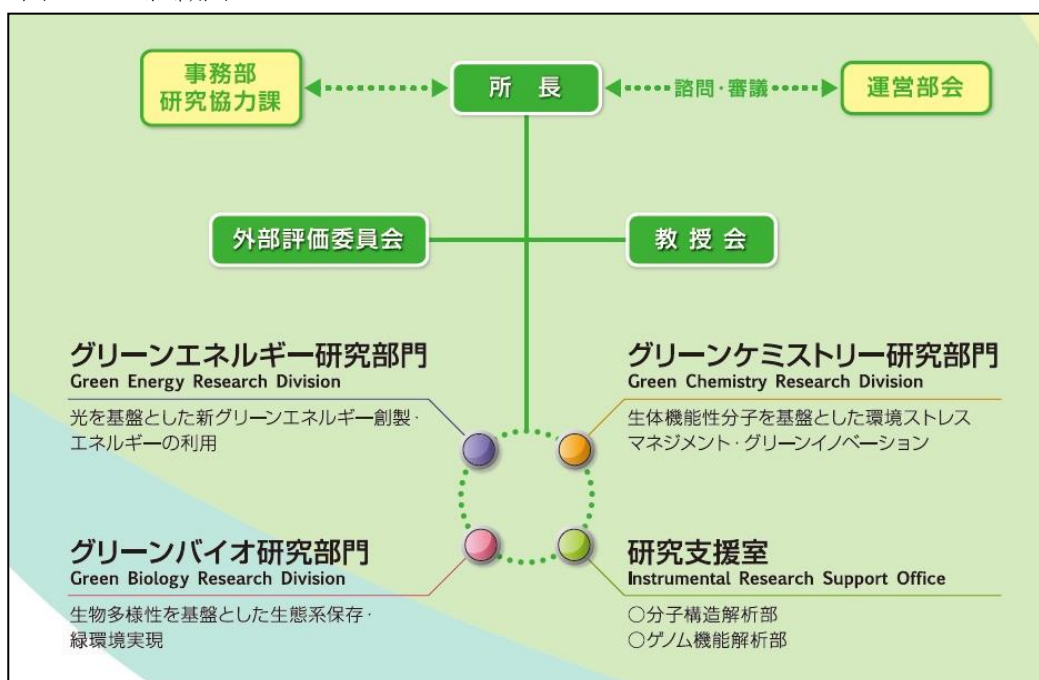 事務部
研究協力課
所 長
諮問・審議
運営部会
外部評価委員会
教 授 会
グリーンエネルギー研究部門
Green Energy Research Division
光を基盤とした新グリーンエネルギー創製・
エネルギーの利用
グリーンケミストリー研究部門
Green Chemistry Research Division
生体機能性分子を基盤とした環境ストレス
マネジメント・グリーンイノベーション
グリーンバイオ研究部門
Green Biology Research Division
生物多様性を基盤とした生態系保存・
緑環境実現
研究支援室
Instrumental Research Support Office
○分子構造解析部
○ゲノム機能解析部